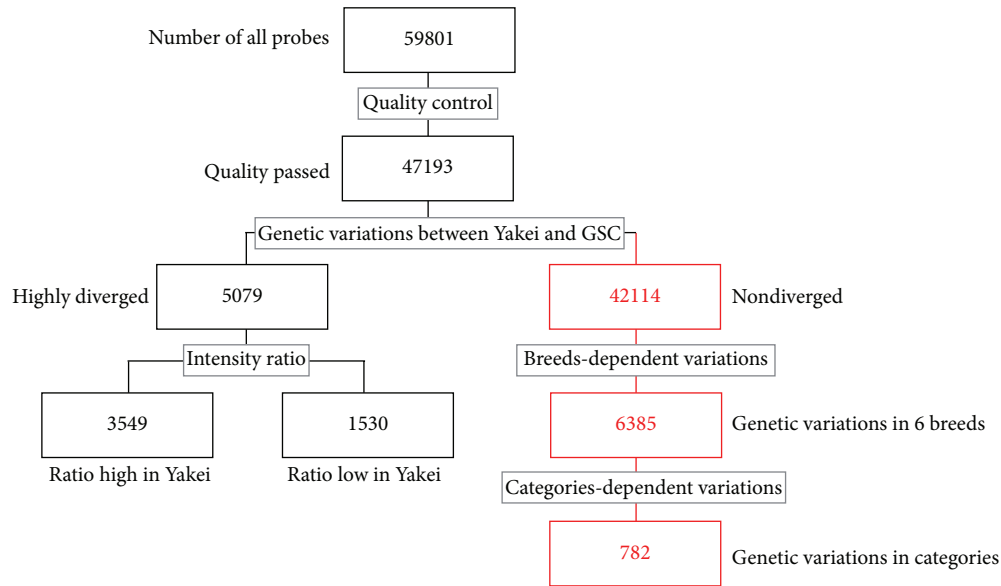 Number of all probes
59801
Quality control
Quality passed
47193
Genetic variations between Yakei and GSC
Highly diverged
5079
42114
Nondiverged
Intensity ratio
Breeds-dependent variations
3549
1530
6385
Genetic variations in 6 breeds
Ratio high in Yakei
Ratio low in Yakei
Categories-dependent variations
782
Genetic variations in categories